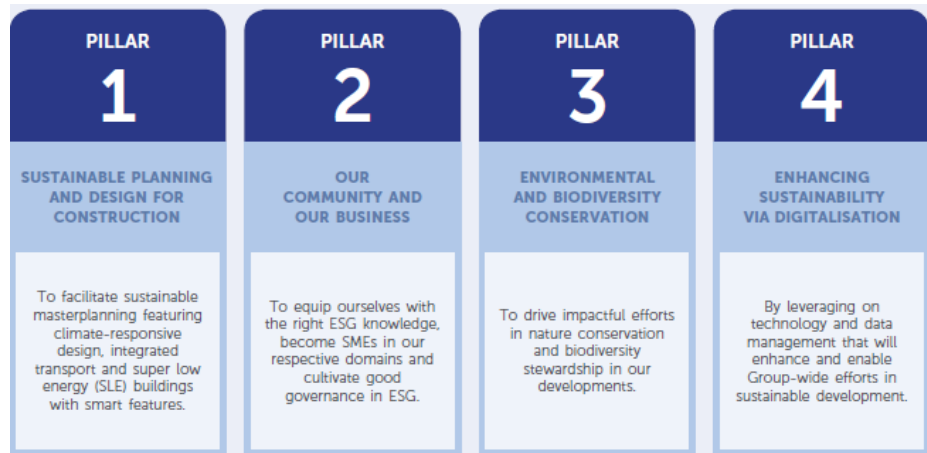 PILLAR
1
SUSTAINABLE PLANNING
AND DESIGN FOR
CONSTRUCTION
To facilitate sustainable
masterplanning featuring
climate-responsive
design, integrated
transport and super low
energy (SLE) buildings
with smart features.
PILLAR
2
OUR
COMMUNITY AND
OUR BUSINESS
To equip ourselves with
the right ESG knowledge,
become SMEs in our
respective domains and
cultivate good
governance in ESG.
PILLAR
3
ENVIRONMENTAL
AND BIODIVERSITY
CONSERVATION
To drive impactful efforts
in nature conservation
and biodiversity
stewardship in our
developments.
PILLAR
4
ENHANCING
SUSTAINABILITY
VIA DIGITALISATION
By leveraging on
technology and data
management that will
enhance and enable
Group-wide efforts in
sustainable development.